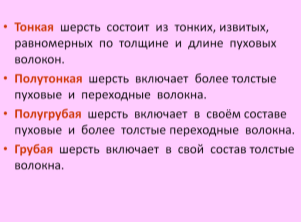 • Тонкая шерсть состоит из тонких, извитых,
равномерных по толщине и длине пуховых
волокон.
• Полутонкая шерсть включает более толстые
пуховые и переходные волокна.
• Полугрубая шерсть включает в своём составе
пуховые и более толстые переходные волокна.
• Грубая шерсть включает в свой состав толстые
волокна.